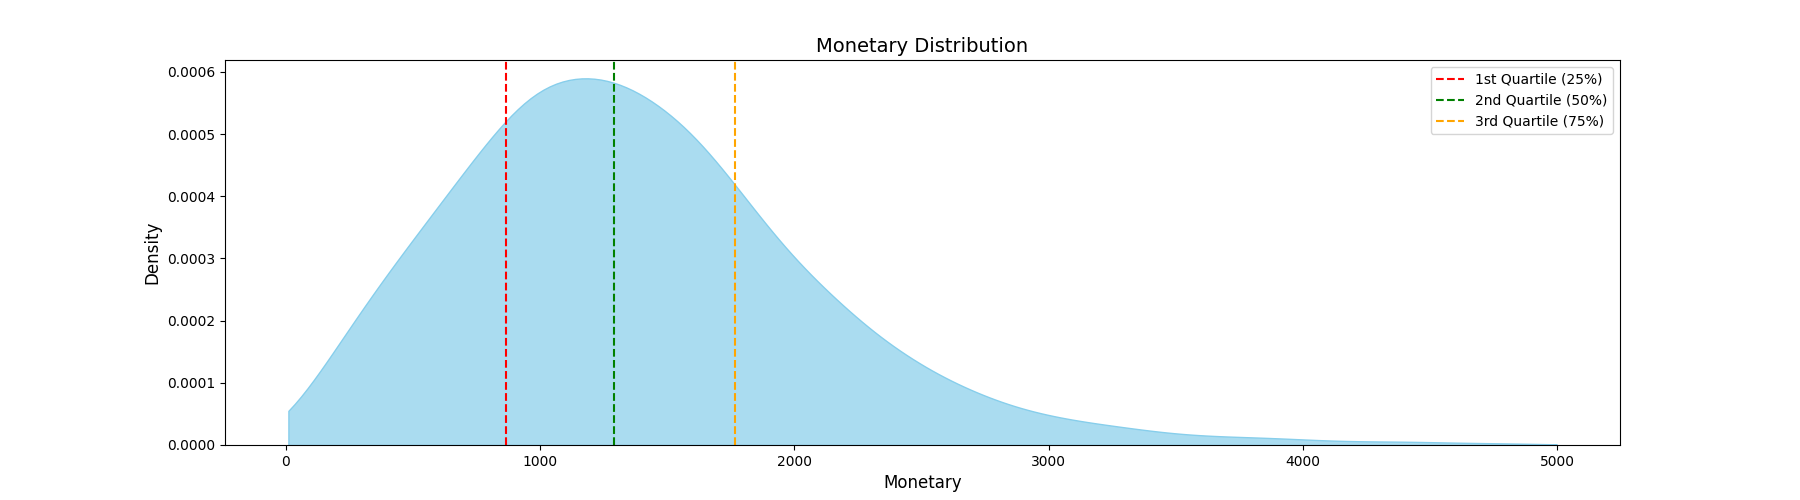 Monetary Distribution
1st Quartile (25%)
2nd Quartile (50%)
3rd Quartile (75%)
Density
0.0006
0.0005
0.0004
0.0003
0.0002
0.0001
0.0000
0 1000 2000 3000 4000 5000
Monetary